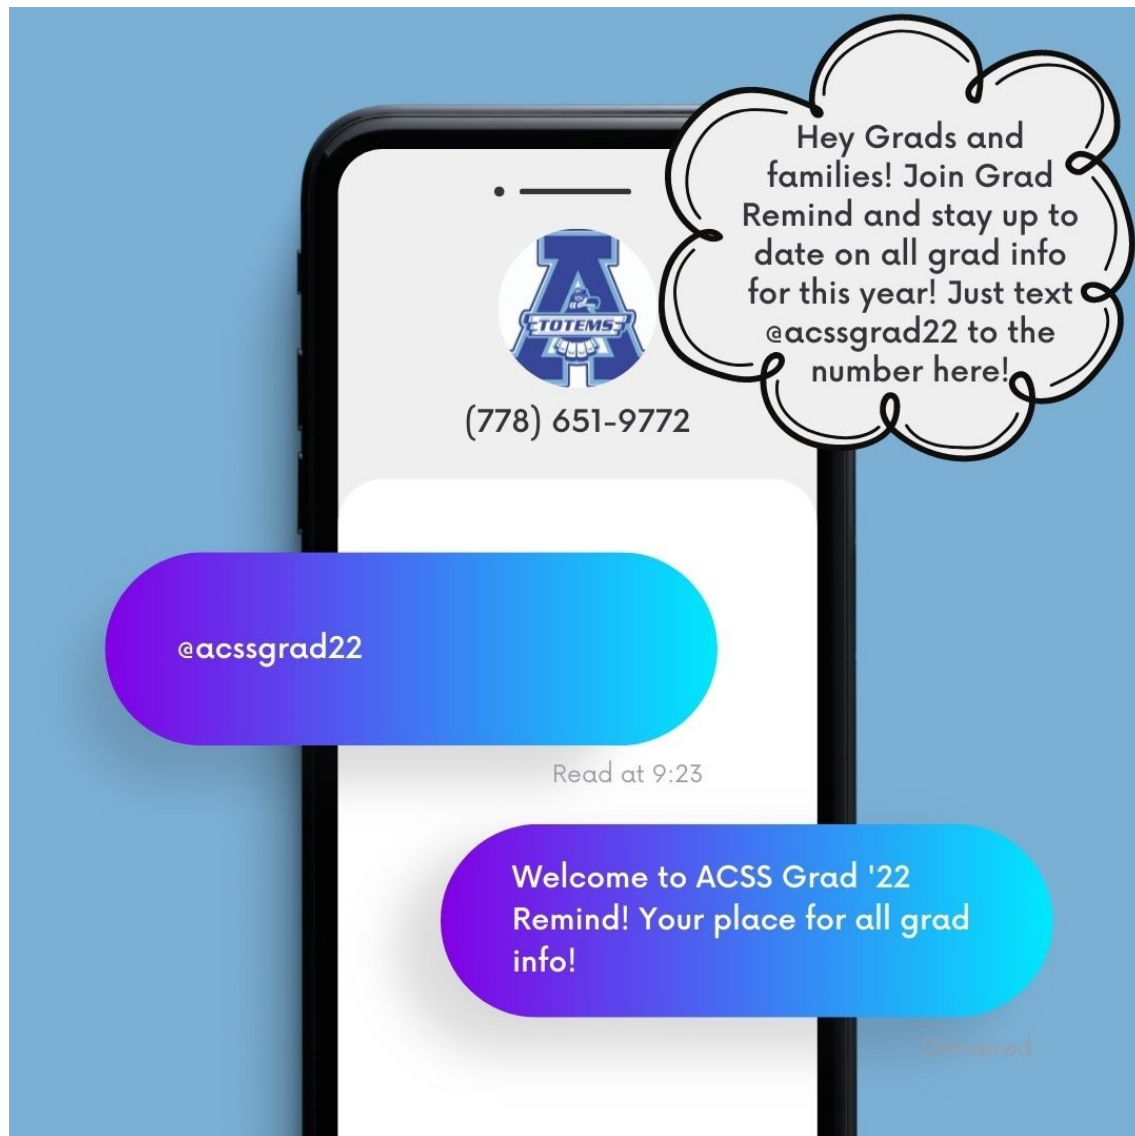 Hey Grads and
families! Join Grad
Remind and stay up to
date on all grad info
for this year! Just text
@acssgrad22 to the
number here!
TOTEMS
(778) 651-9772
@acssgrad22
Read at 9:23
Welcome to ACSS Grad '22
Remind! Your place for all grad
info!
Delivered